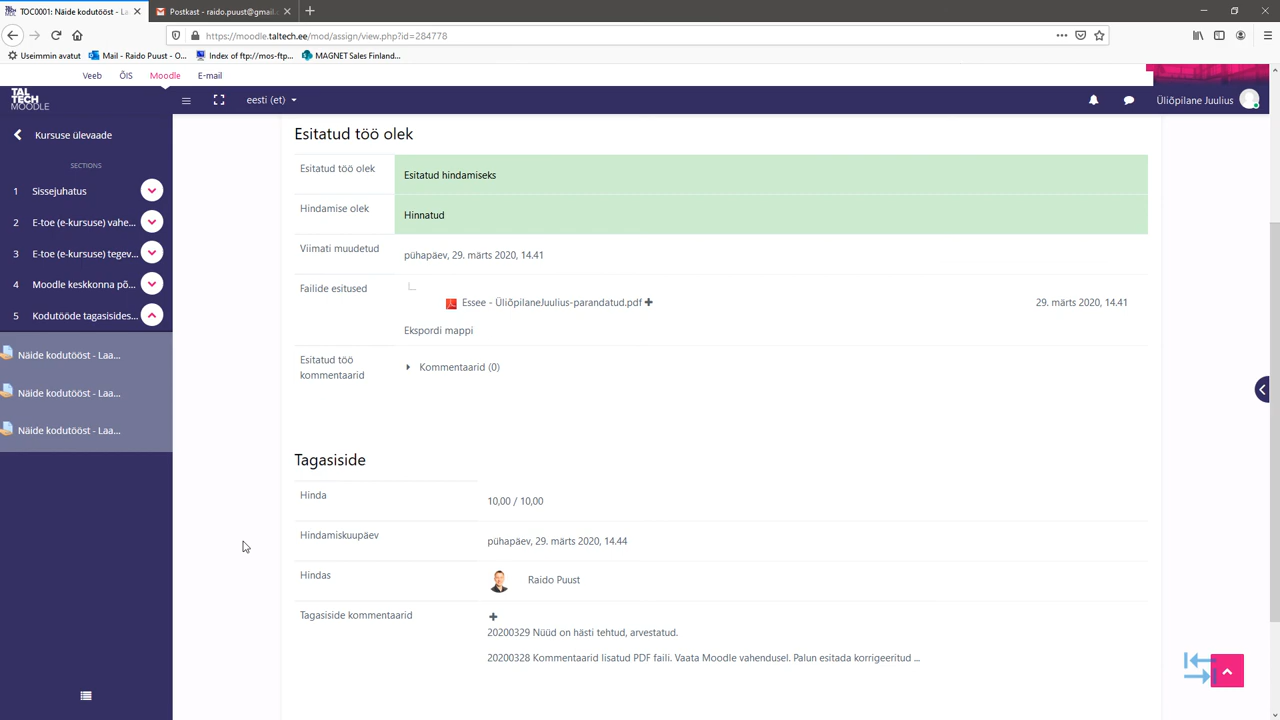 TOC0001: Näide kodutööst - La
Postkast - raido.puust@gmail.c
https://moodle.taltech.ee/mod/assign/view.php?id=284778
Useimmin avatut
Mail - Raido Puust - O...
Index of ftp://mos-ftp...
MAGNET Sales Finland...
Veeb
ÕIS
Moodle
E-mail
TAL
TECH
MOODLE
eesti (et)
Üliõpilane Juulius
Kursuse ülevaade
SECTIONS
1 Sissejuhatus
2 E-toe (e-kursuse) vahe...
3 E-toe (e-kursuse) tegev...
4 Moodle keskkonna põ...
5 Kodutööde tagasisides...
Näide kodutööst - Laa...
Näide kodutööst - Laa...
Näide kodutööst - Laa...
Esitatud töö olek
Esitatud töö olek
Esitatud hindamiseks
Hindamise olek
Hinnatud
Viimati muudetud
pühapäev, 29. märts 2020, 14.41
Failide esitused
Essee - ÜliõpilaneJuulius-parandatud.pdf
29. märts 2020, 14.41
Ekspordi mappi
Esitatud töö
kommentaarid
Kommentaarid (0)
Tagasiside
Hinda
10,00 / 10,00
Hindamiskuupäev
pühapäev, 29. märts 2020, 14.44
Hindas
Raido Puust
Tagasiside kommentaarid
20200329 Nüüd on hästi tehtud, arvestatud.
20200328 Kommentaarid lisatud PDF faili. Vaata Moodle vahendusel. Palun esitada korrigeeritud ...